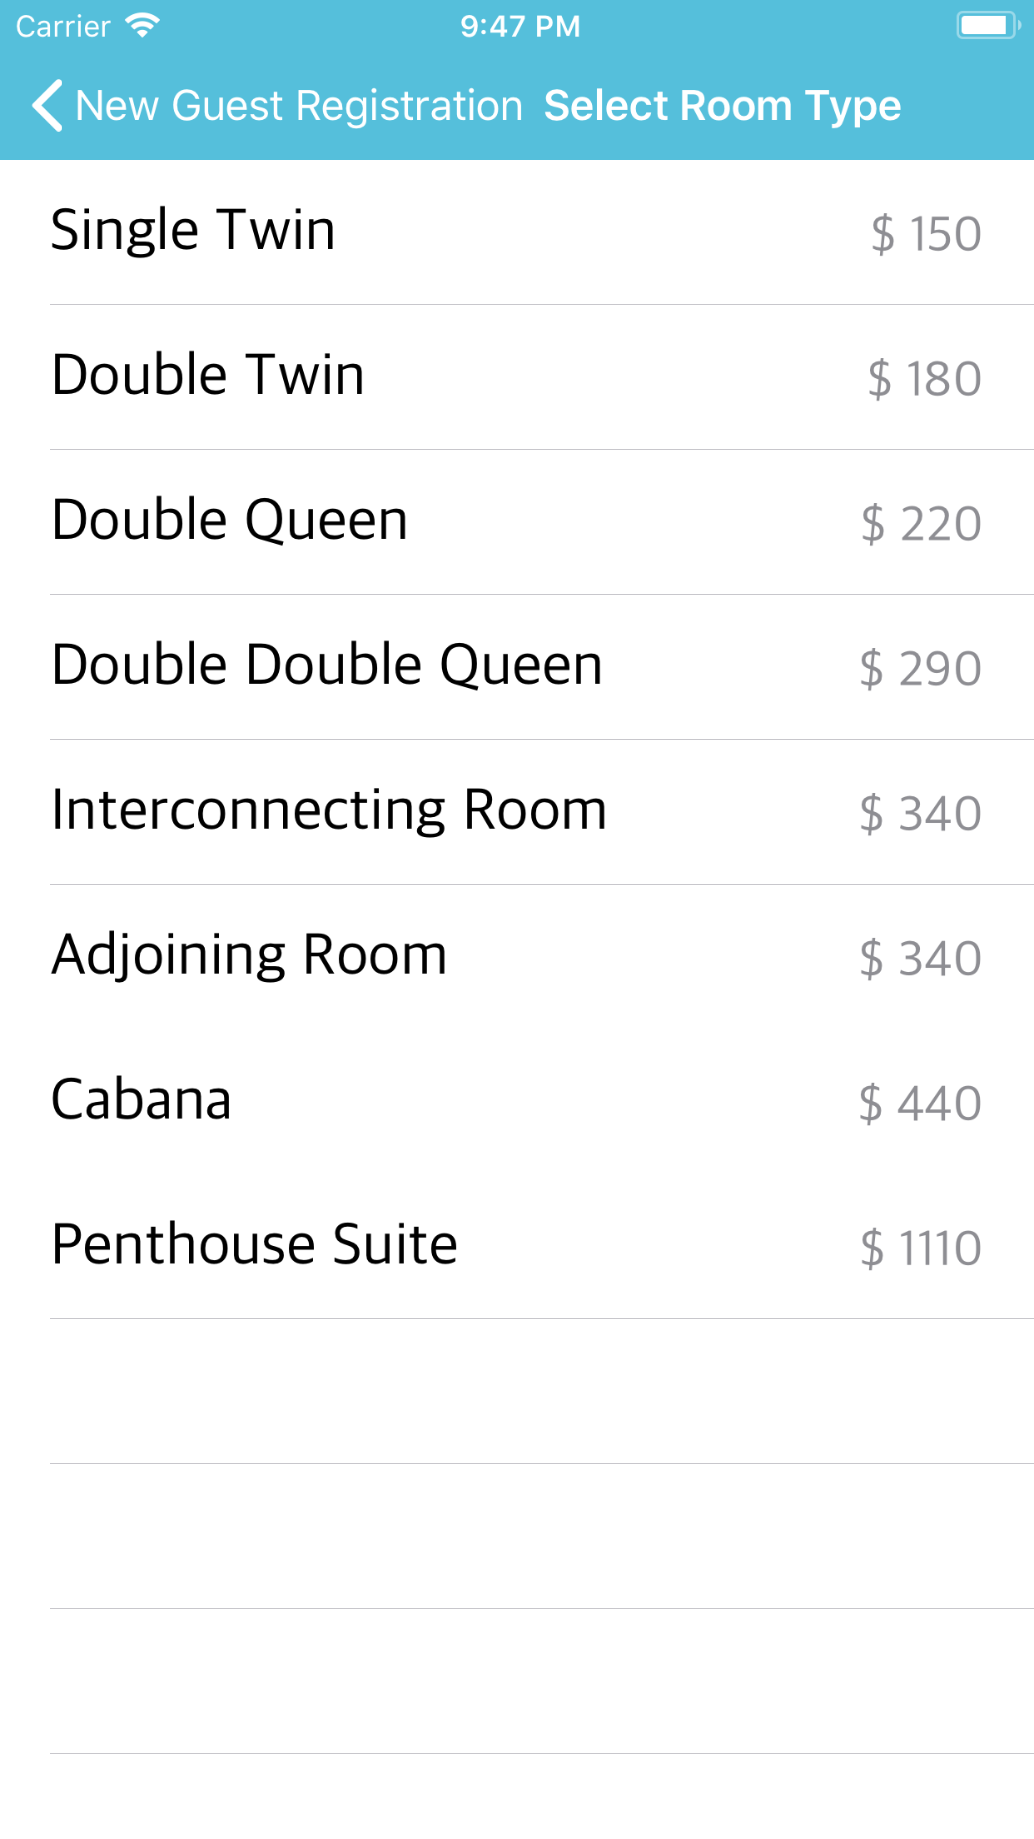 Carrier 9:47 PM
New Guest Registration Select Room Type
Single Twin $ 150
Double Twin $ 180
Double Queen $ 220
Double Double Queen $ 290
Interconnecting Room $ 340
Adjoining Room $ 340
Cabana $ 440
Penthouse Suite $ 1110